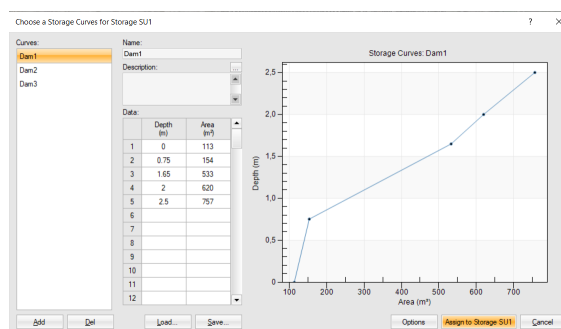 Choose a Storage Curves for Storage SU1
?
Curves:
Dam1
Dam2
Dam3
Name:
Dam1
Description:
...
Data:
Depth (m) Area (m²)
1 0 113
2 0.75 154
3 1.65 533
4 2 620
5 2.5 757
6
7
8
9
10
11
12
Storage Curves: Dam1
Depth (m)
2,5
2,0
1,5
1,0
0,5
0
100 200 300 400 500 600 700
Area (m²)
Add Del Load... Save... Options Assign to Storage SU1 Cancel